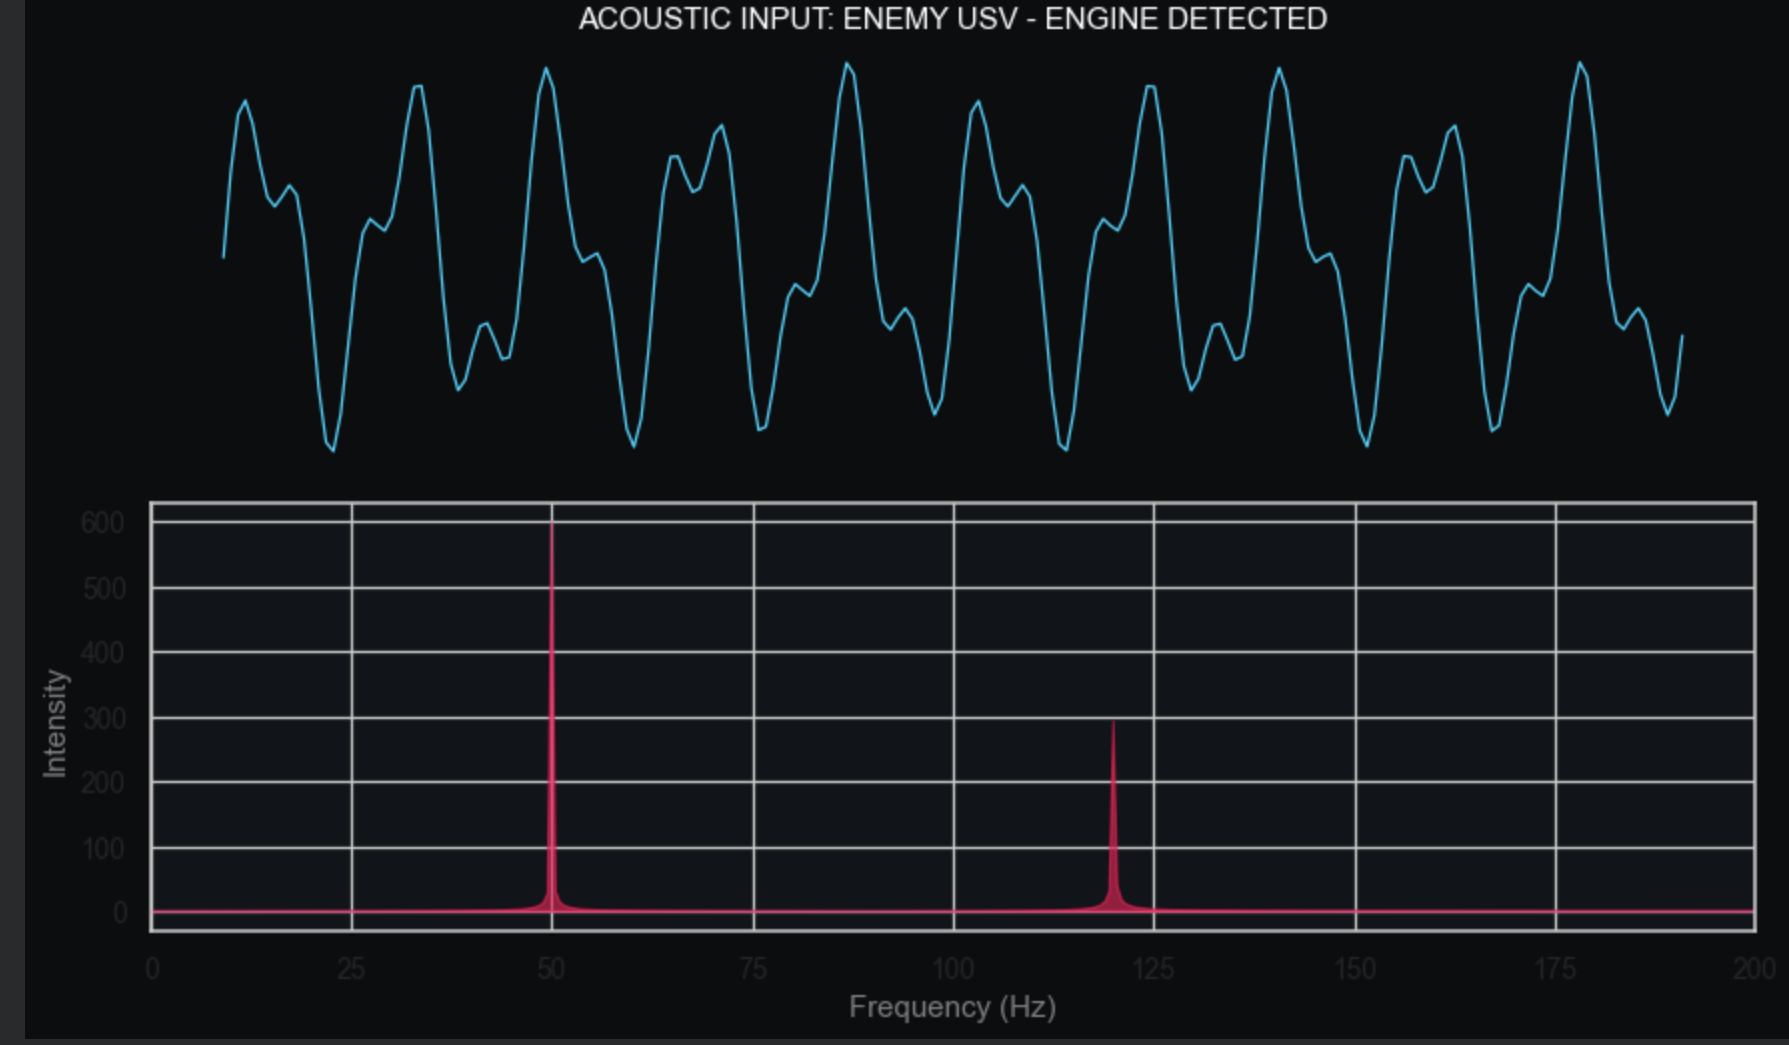 ACOUSTIC INPUT: ENEMY USV - ENGINE DETECTED
600
500
400
300
200
100
0
Intensity
0 25 50 75 100 125 150 175 200
Frequency (Hz)